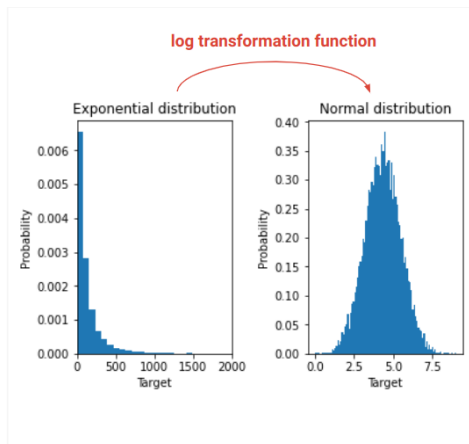 log transformation function
Exponential distribution
Normal distribution
Probability
0.006
0.005
0.004
0.003
0.002
0.001
0.000
0 500 1000 1500 2000
Target
Probability
0.40
0.35
0.30
0.25
0.20
0.15
0.10
0.05
0.00
0.0 2.5 5.0 7.5
Target